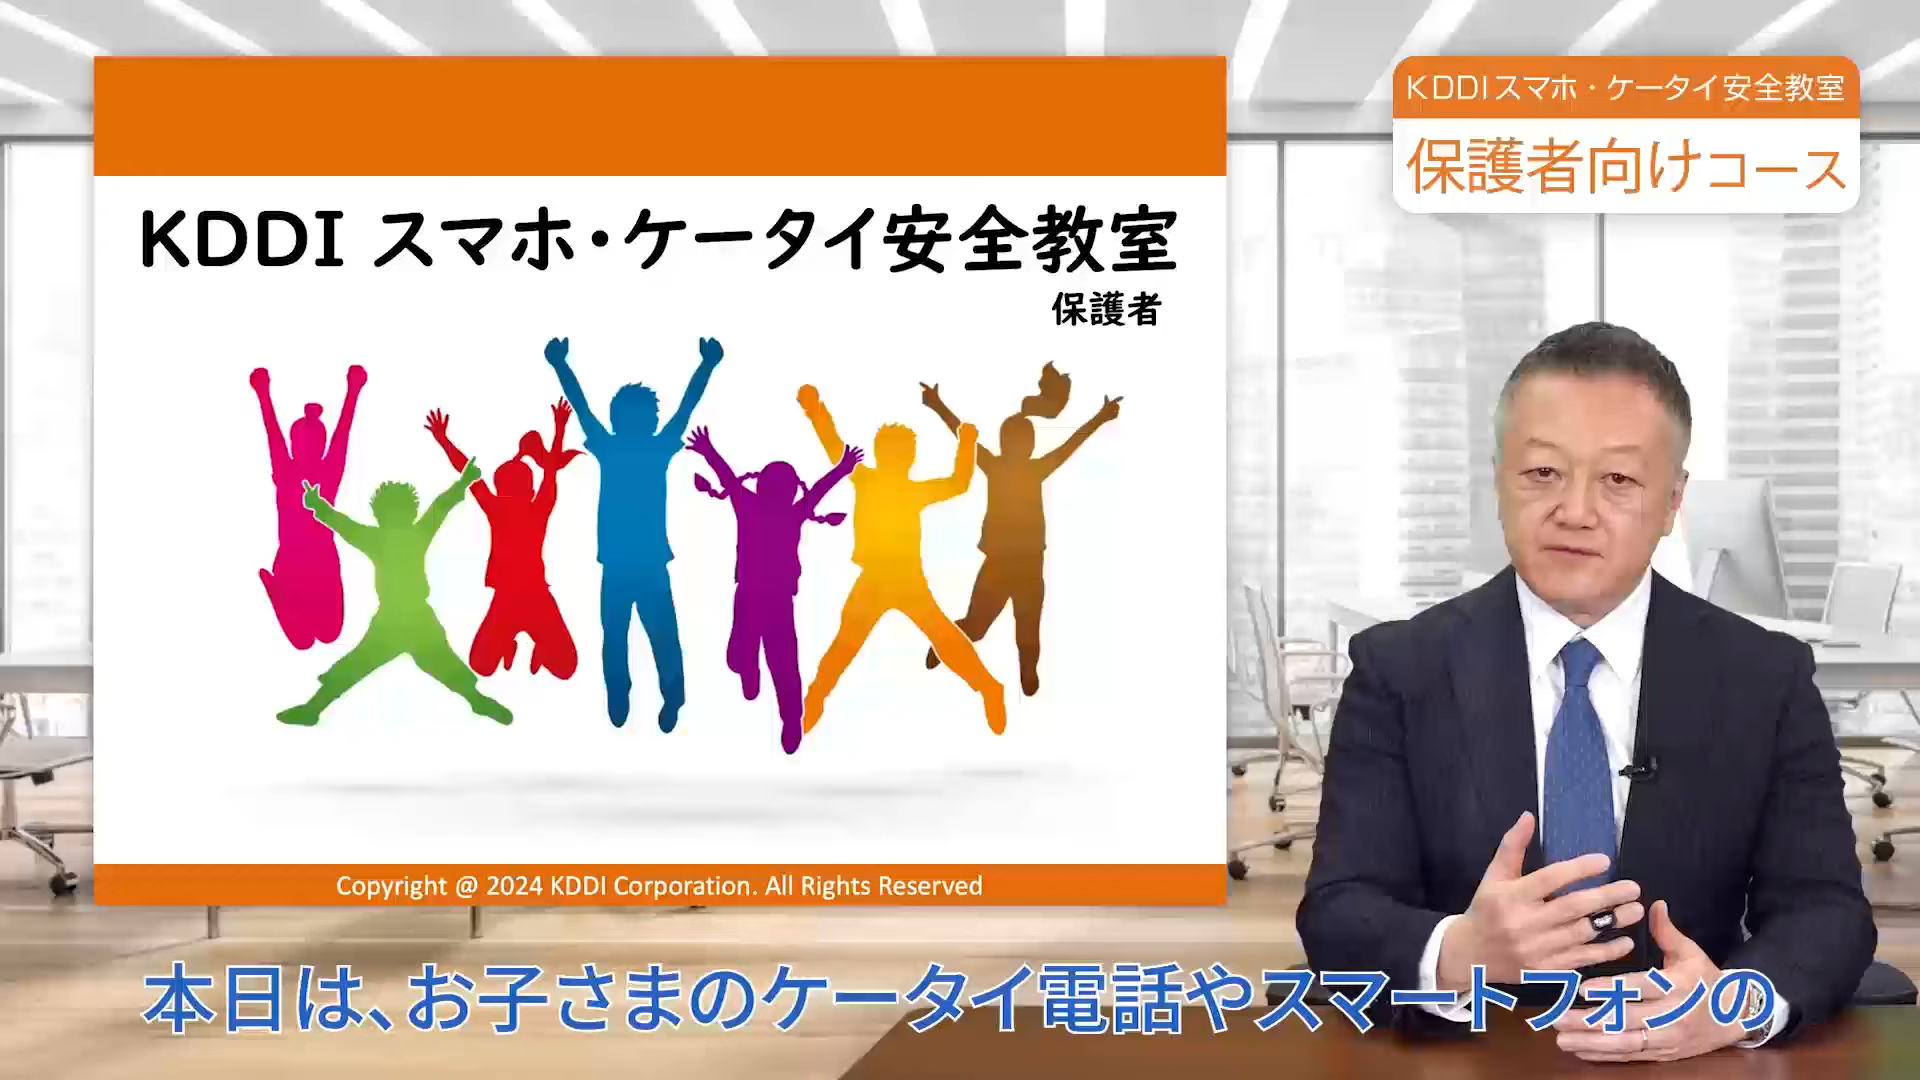 KDDIスマホ・ケータイ安全教室
保護者向けコース
KDDI スマホ・ケータイ安全教室
保護者
Copyright @ 2024 KDDI Corporation. All Rights Reserved
本日は、お子さまのケータイ電話やスマートフォンの